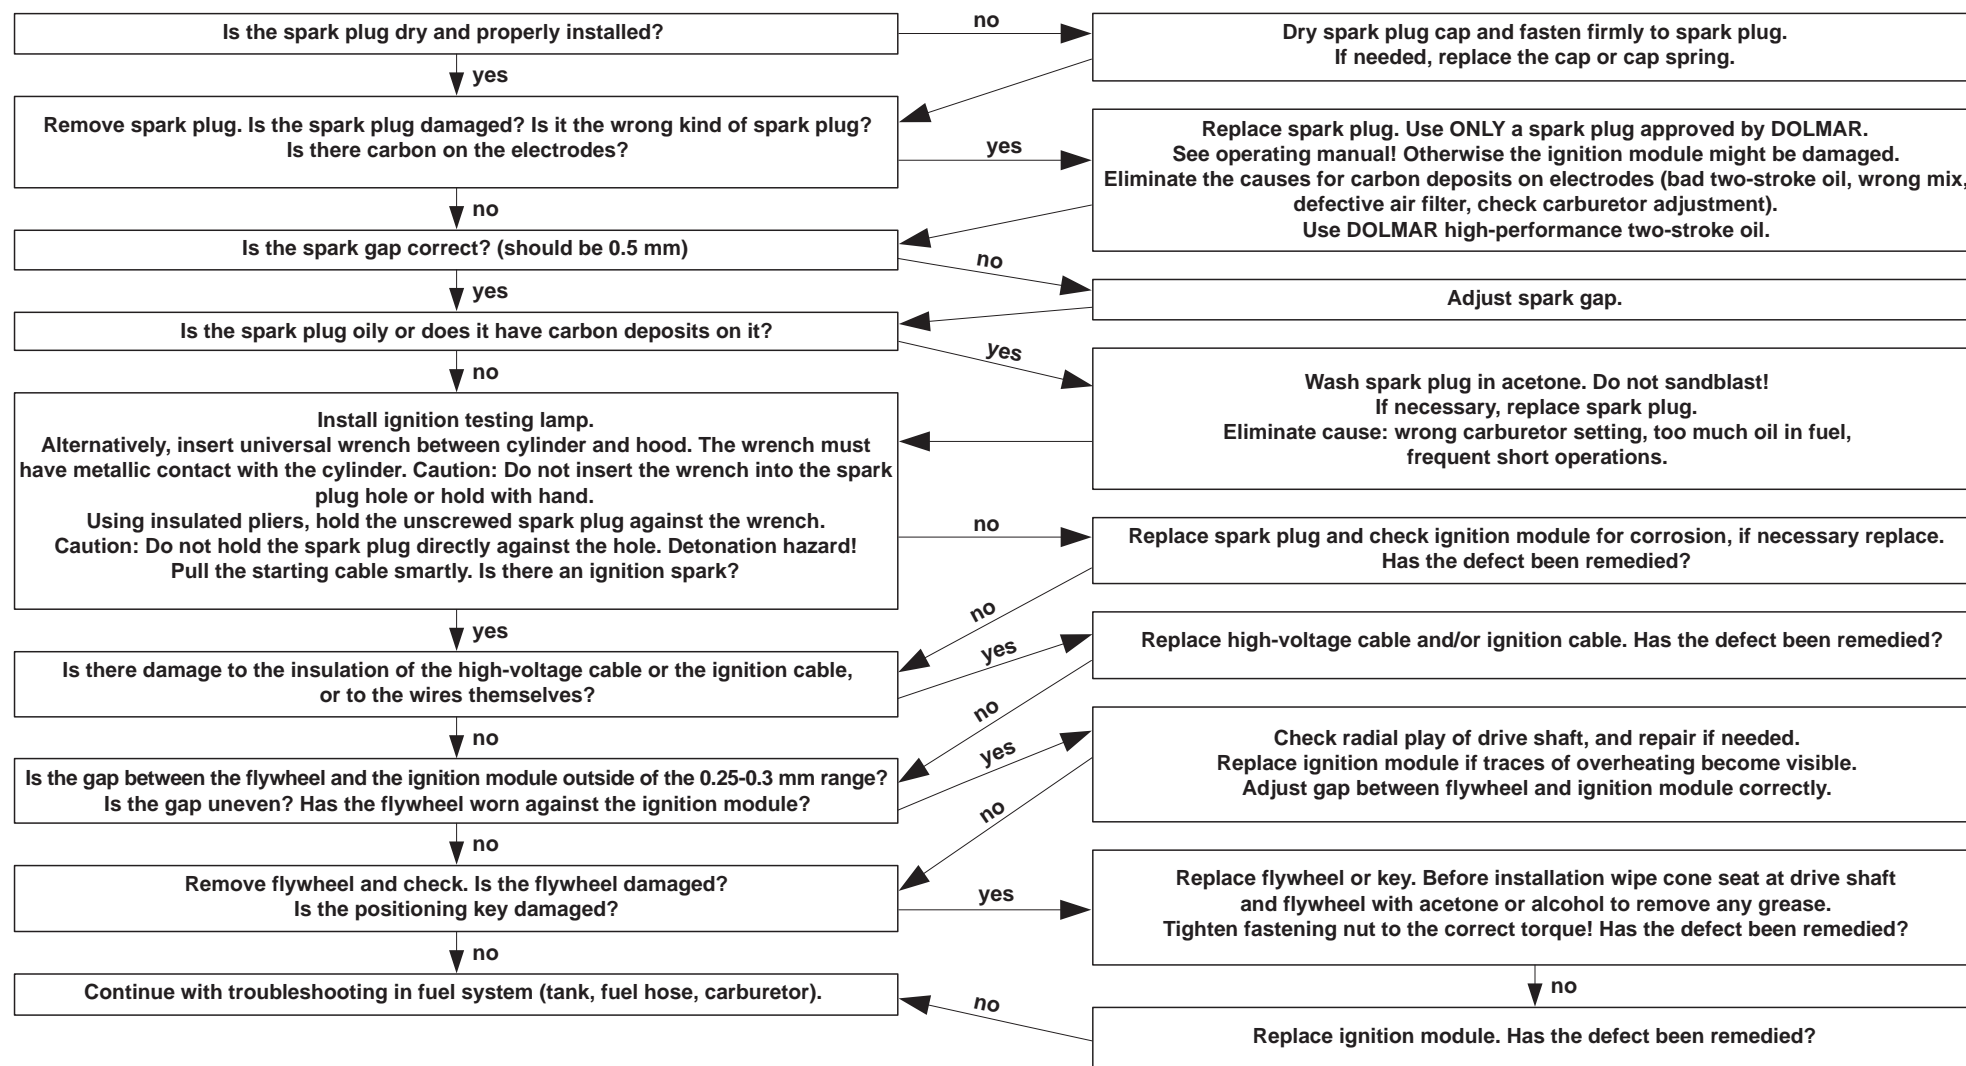 Is the spark plug dry and properly installed?
no
Dry spark plug cap and fasten firmly to spark plug.
If needed, replace the cap or cap spring.
yes
Remove spark plug. Is the spark plug damaged? Is it the wrong kind of spark plug?
Is there carbon on the electrodes?
yes
Replace spark plug. Use ONLY a spark plug approved by DOLMAR.
See operating manual! Otherwise the ignition module might be damaged.
Eliminate the causes for carbon deposits on electrodes (bad two-stroke oil, wrong mix,
defective air filter, check carburetor adjustment).
Use DOLMAR high-performance two-stroke oil.
no
Is the spark gap correct? (should be 0.5 mm)
no
Adjust spark gap.
yes
Is the spark plug oily or does it have carbon deposits on it?
yes
Wash spark plug in acetone. Do not sandblast!
If necessary, replace spark plug.
Eliminate cause: wrong carburetor setting, too much oil in fuel,
frequent short operations.
no
Install ignition testing lamp.
Alternatively, insert universal wrench between cylinder and hood. The wrench must
have metallic contact with the cylinder. Caution: Do not insert the wrench into the spark
plug hole or hold with hand.
Using insulated pliers, hold the unscrewed spark plug against the wrench.
Caution: Do not hold the spark plug directly against the hole. Detonation hazard!
Pull the starting cable smartly. Is there an ignition spark?
no
Replace spark plug and check ignition module for corrosion, if necessary replace.
Has the defect been remedied?
no
yes
Is there damage to the insulation of the high-voltage cable or the ignition cable,
or to the wires themselves?
yes
Replace high-voltage cable and/or ignition cable. Has the defect been remedied?
no
no
Is the gap between the flywheel and the ignition module outside of the 0.25-0.3 mm range?
Is the gap uneven? Has the flywheel worn against the ignition module?
yes
Check radial play of drive shaft, and repair if needed.
Replace ignition module if traces of overheating become visible.
Adjust gap between flywheel and ignition module correctly.
no
no
Remove flywheel and check. Is the flywheel damaged?
Is the positioning key damaged?
yes
Replace flywheel or key. Before installation wipe cone seat at drive shaft
and flywheel with acetone or alcohol to remove any grease.
Tighten fastening nut to the correct torque! Has the defect been remedied?
no
no
Continue with troubleshooting in fuel system (tank, fuel hose, carburetor).
no
Replace ignition module. Has the defect been remedied?